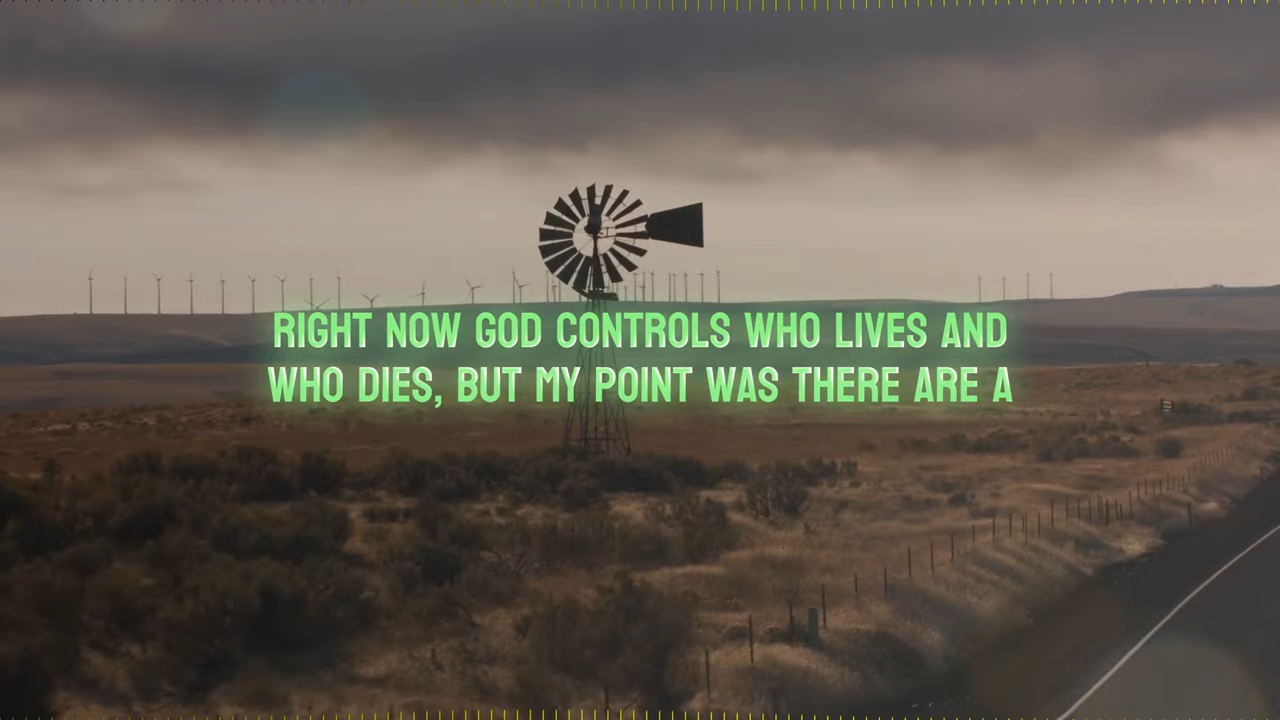 RIGHT NOW GOD CONTROLS WHO LIVES AND
WHO DIES, BUT MY POINT WAS THERE ARE A